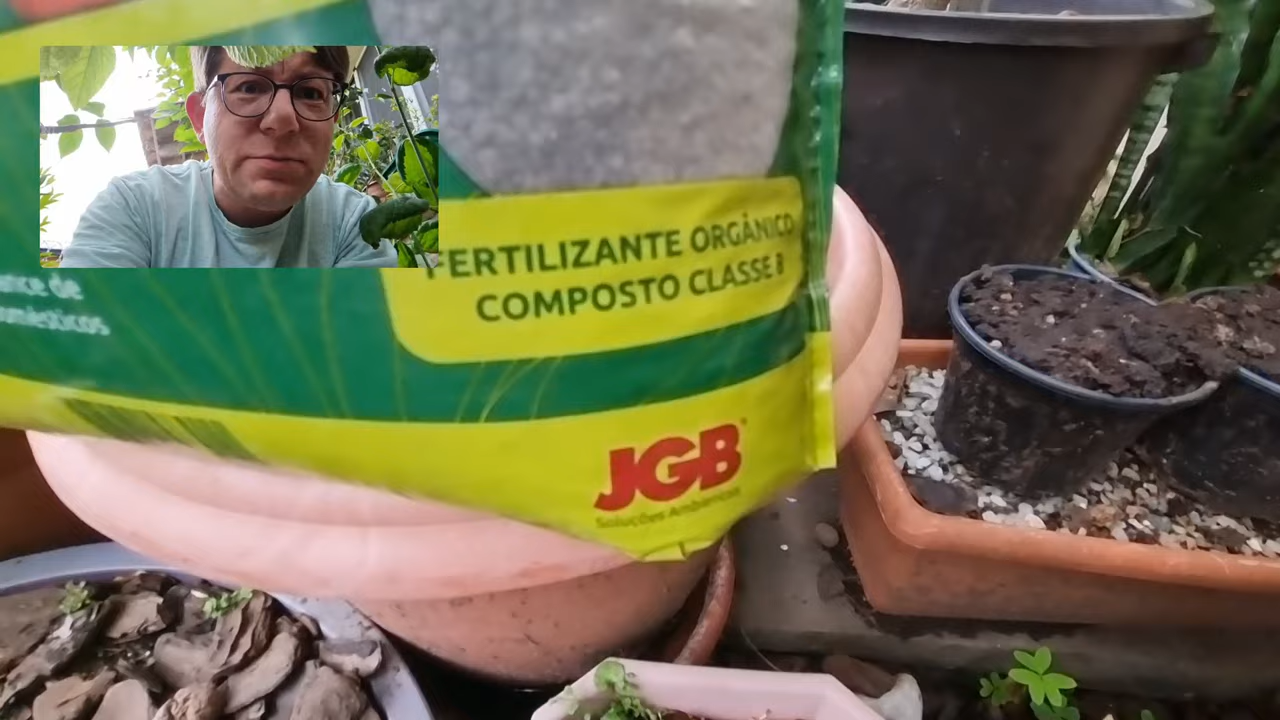 FERTILIZANTE ORGÂNICO
COMPOSTO CLASSE B
JGB
Soluções Ambientais